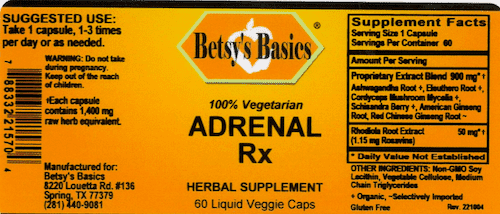 SUGGESTED USE:
Take 1 capsule, 1-3 times
per day or as needed.
WARNING: Do not take
during pregnancy.
Keep out of the reach
of children.
†Each capsule
contains 1,400 mg
raw herb equivalent.
Manufactured for:
Betsy's Basics
8220 Louetta Rd. #136
Spring, TX 77379
(281) 440-9081
Betsy's Basics
®
100% Vegetarian
ADRENAL
Rx
HERBAL SUPPLEMENT
60 Liquid Veggie Caps
Supplement Facts
Serving Size 1 Capsule
Servings Per Container 60
Amount Per Serving
Proprietary Extract Blend 900 mg* †
Ashwagandha Root +, Eleuthero Root +,
Cordyceps Mushroom Mycelia +,
Schisandra Berry +, American Ginseng
Root, Red Chinese Ginseng Root ~
Rhodiola Root Extract 50 mg* †
(1.15 mg Rosavins)
* Daily Value Not Established
OTHER INGREDIENTS: Non-GMO Soy
Lecithin, Vegetable Cellulose, Medium
Chain Triglycerides
+ Organic, ~Selectively Imported
Gluten Free Rev. 221004